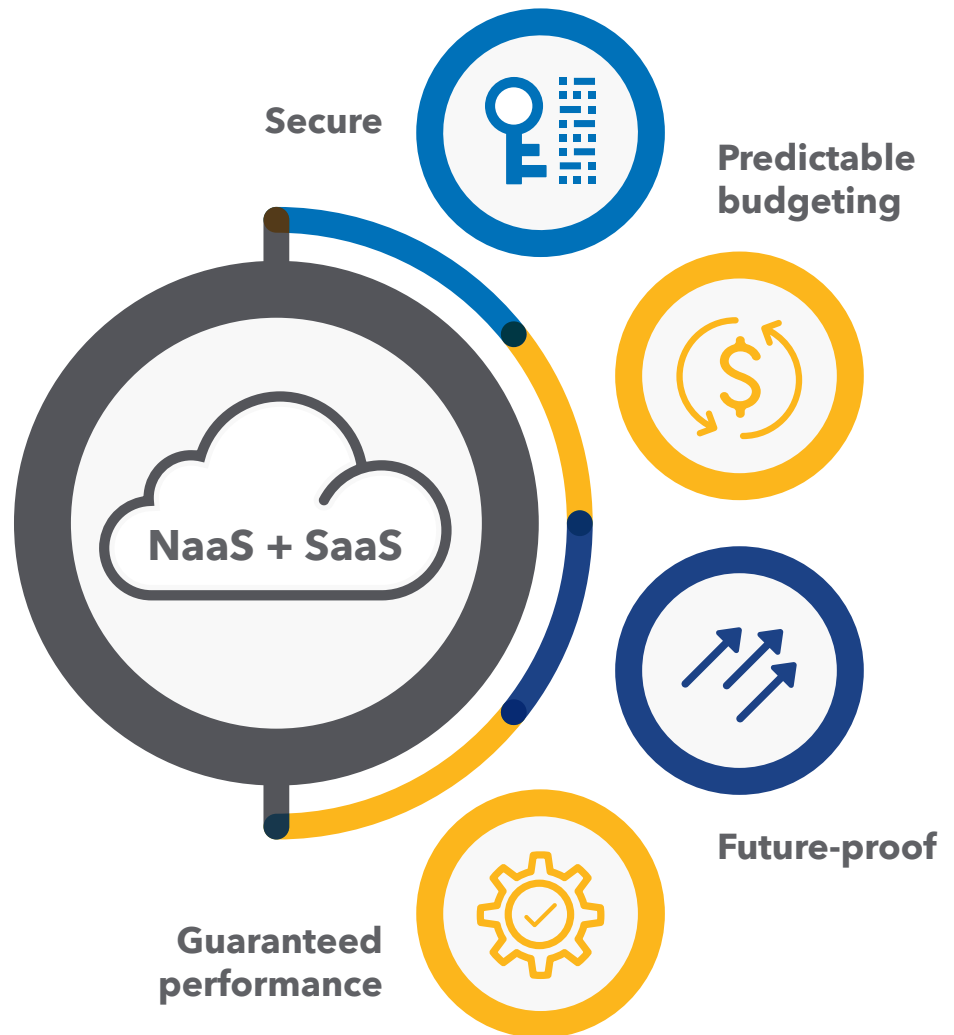 Secure
Predictable
budgeting
NaaS + SaaS
Future-proof
Guaranteed
performance